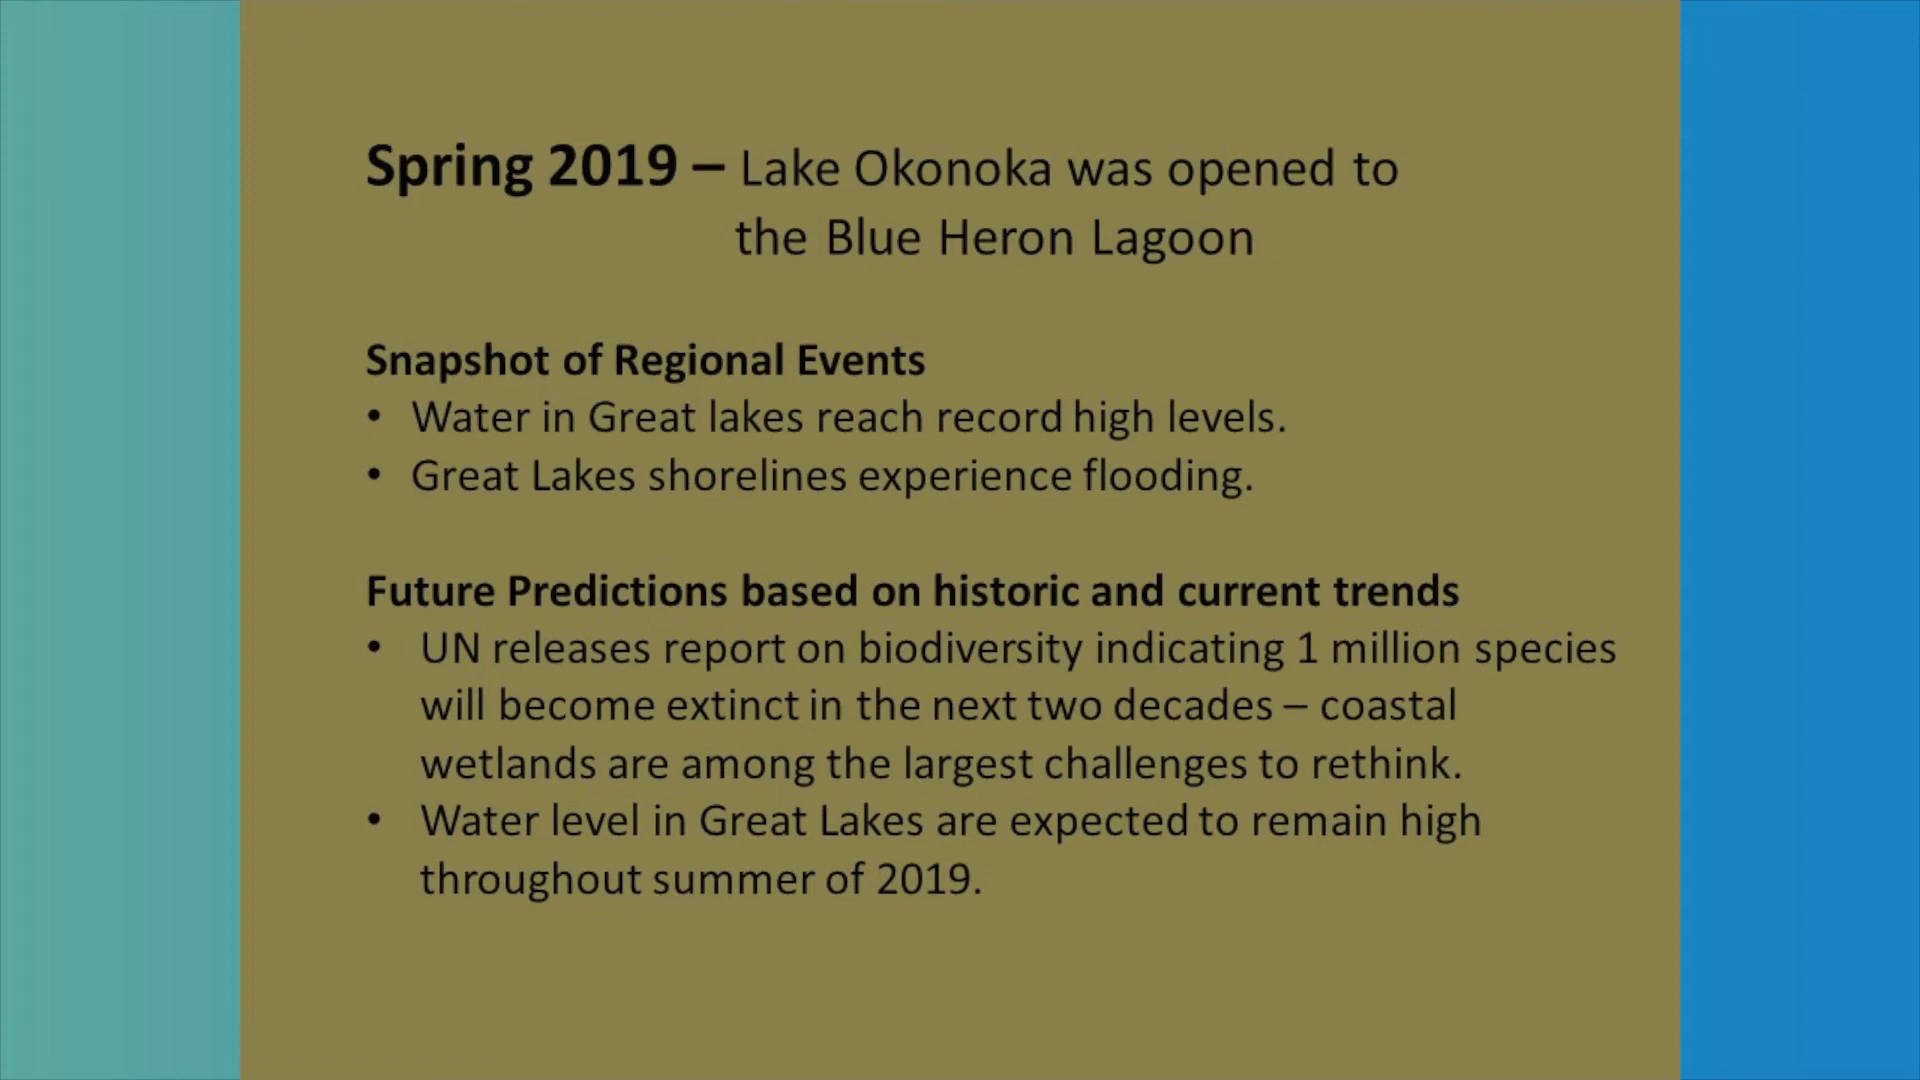 Spring 2019 – Lake Okonoka was opened to
the Blue Heron Lagoon
Snapshot of Regional Events
• Water in Great lakes reach record high levels.
• Great Lakes shorelines experience flooding.
Future Predictions based on historic and current trends
• UN releases report on biodiversity indicating 1 million species
will become extinct in the next two decades – coastal
wetlands are among the largest challenges to rethink.
• Water level in Great Lakes are expected to remain high
throughout summer of 2019.